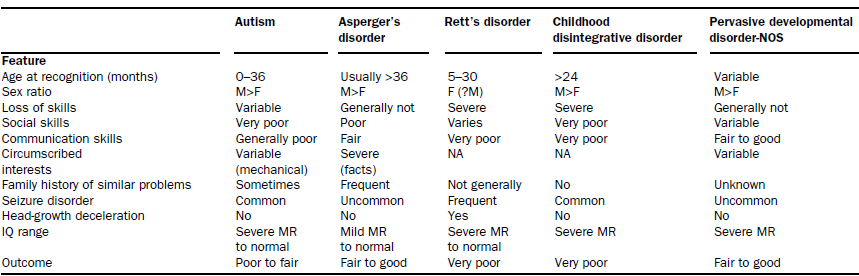 Autism Asperger's Rett's disorder Childhood Pervasive developmental
disorder disintegrative disorder disorder-NOS
Feature
Age at recognition (months) 0–36 Usually >36 5–30 >24 Variable
Sex ratio M>F M>F F (?M) M>F M>F
Loss of skills Variable Generally not Severe Severe Generally not
Social skills Very poor Poor Varies Very poor Variable
Communication skills Generally poor Fair Very poor Very poor Fair to good
Circumscribed Variable Severe NA NA Variable
interests (mechanical) (facts)
Family history of similar problems Sometimes Frequent Not generally No Unknown
Seizure disorder Common Uncommon Frequent Common Uncommon
Head-growth deceleration No No Yes No No
IQ range Severe MR Mild MR Severe MR Severe MR Severe MR
to normal to normal to normal
Outcome Poor to fair Fair to good Very poor Very poor Fair to good